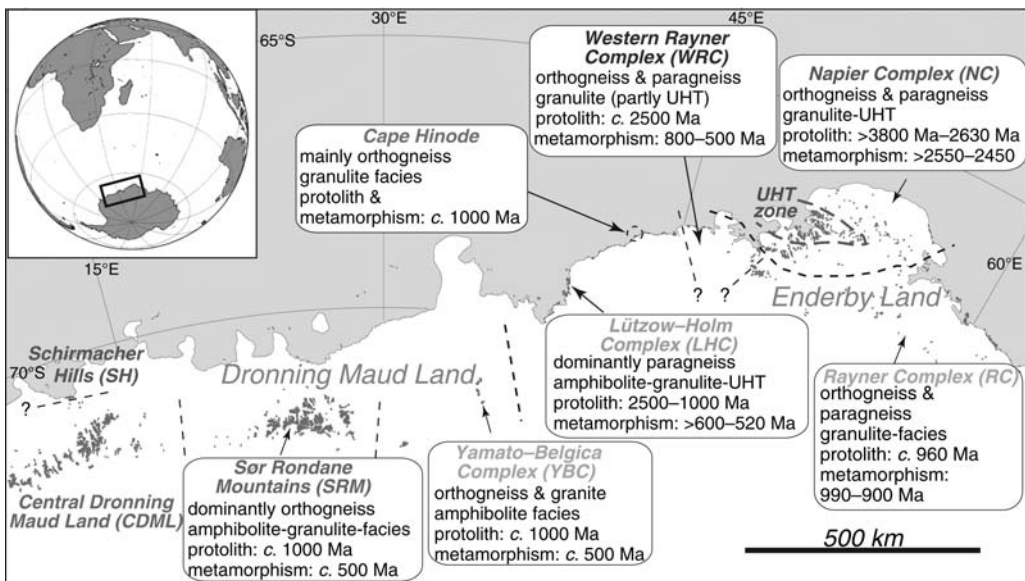 30°E
45°E
65°S
Western Rayner
Complex (WRC)
orthogneiss & paragneiss
granulite (partly UHT)
protolith: c. 2500 Ma
metamorphism: 800–500 Ma
Napier Complex (NC)
orthogneiss & paragneiss
granulite-UHT
protolith: >3800 Ma–2630 Ma
metamorphism: >2550–2450
Cape Hinode
mainly orthogneiss
granulite facies
protolith &
metamorphism: c. 1000 Ma
UHT
zone
15°E
60°E
? ?
Enderby Land
Lützow–Holm
Complex (LHC)
dominantly paragneiss
amphibolite-granulite-UHT
protolith: 2500–1000 Ma
metamorphism: >600–520 Ma
Schirmacher
Hills (SH)
70°S
?
Dronning Maud Land
Rayner Complex (RC)
orthogneiss &
paragneiss
granulite-facies
protolith: c. 960 Ma
metamorphism:
990–900 Ma
Sør Rondane
Mountains (SRM)
dominantly orthogneiss
amphibolite-granulite-facies
protolith: c. 1000 Ma
metamorphism: c. 500 Ma
Yamato–Belgica
Complex (YBC)
orthogneiss & granite
amphibolite facies
protolith: c. 1000 Ma
metamorphism: c. 500 Ma
Central Dronning
Maud Land (CDML)
500 km